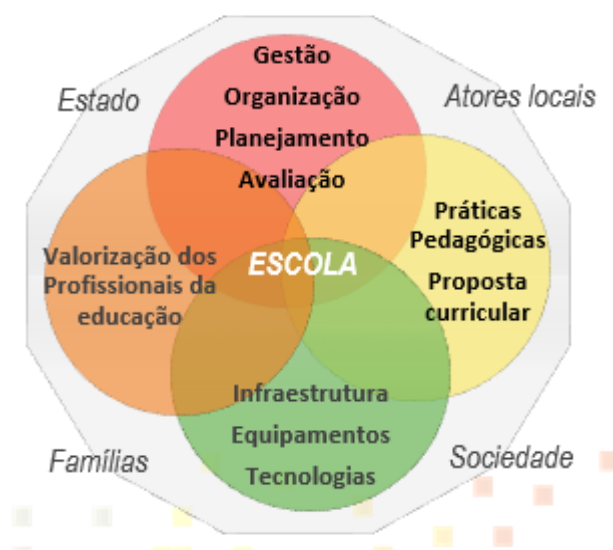 Gestão
Estado
Organização
Atores locais
Planejamento
Avaliação
Práticas
Pedagógicas
Proposta
curricular
Valorização dos
Profissionais da
educação
ESCOLA
Infraestrutura
Equipamentos
Tecnologias
Famílias
Sociedade